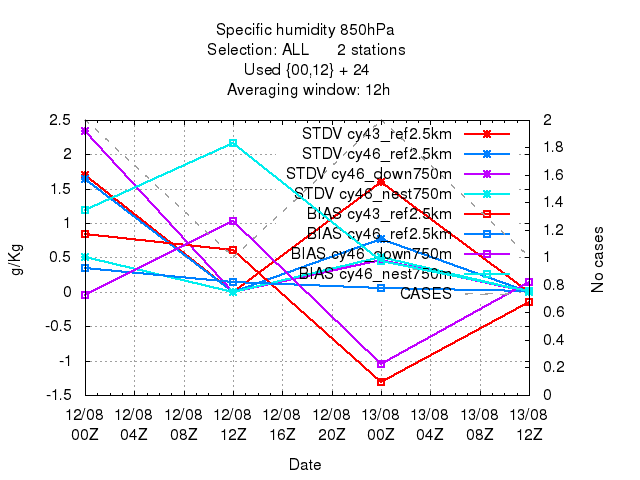 Specific humidity 850hPa
Selection: ALL 2 stations
Used {00,12} + 24
Averaging window: 12h
STDV cy43_ref2.5km
STDV cy46_ref2.5km
STDV cy46_down750m
STDV cy46_nest750m
BIAS cy43_ref2.5km
BIAS cy46_ref2.5km
BIAS cy46_down750m
BIAS cy46_nest750m
CASES
g/Kg
2.5
2
1.5
1
0.5
0
-0.5
-1
-1.5
No cases
2
1.8
1.6
1.4
1.2
1
0.8
0.6
0.4
0.2
0
12/08 12/08 12/08 12/08 12/08 12/08 13/08 13/08 13/08 13/08
00Z 04Z 08Z 12Z 16Z 20Z 00Z 04Z 08Z 12Z
Date